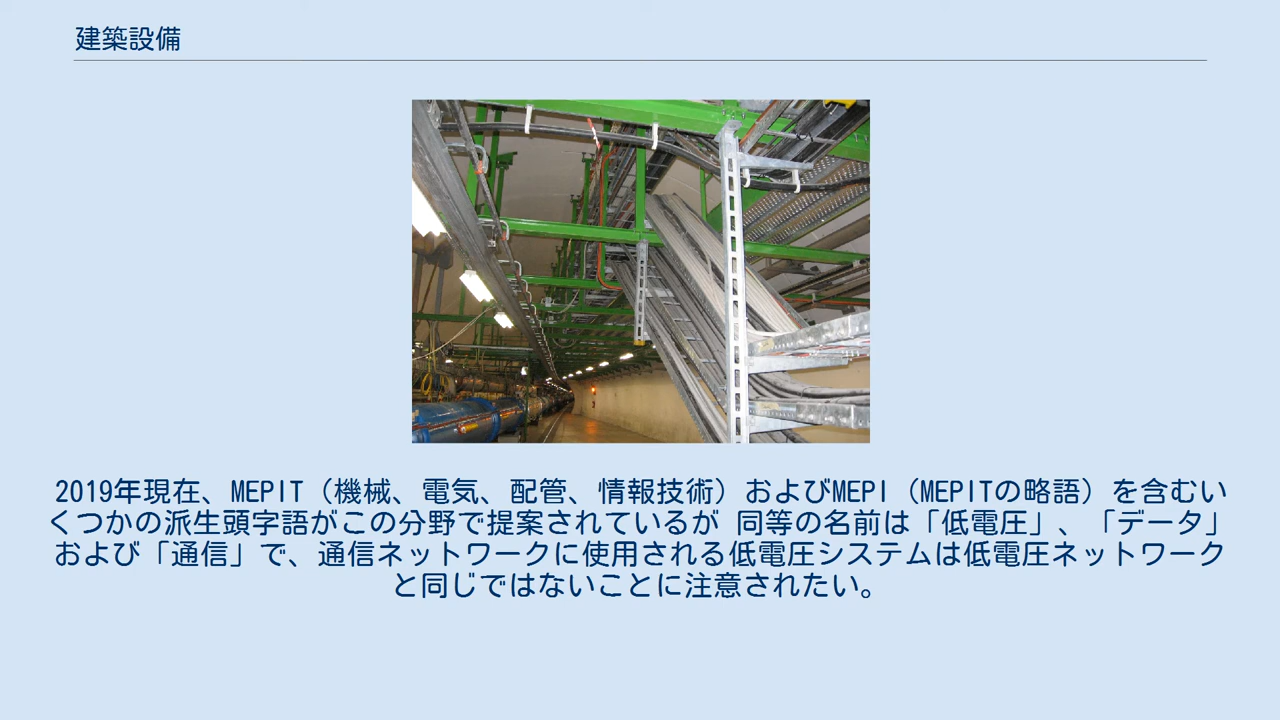 建築設備
2019年現在、MEPIT（機械、電気、配管、情報技術）およびMEPI（MEPITの略語）を含むい
くつかの派生頭字語がこの分野で提案されているが 同等の名前は「低電圧」、「データ」
および「通信」で、通信ネットワークに使用される低電圧システムは低電圧ネットワーク
と同じではないことに注意されたい。